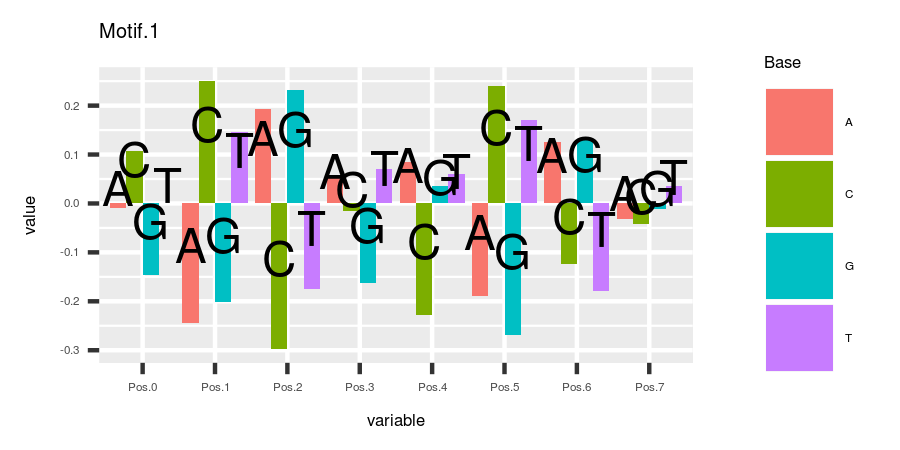 Motif.1
Base
A
C
G
T
value
0.2
0.1
0.0
-0.1
-0.2
-0.3
A C G T
A C G T
A C G T
A C G T
A C G T
A C G T
A C G T
A C G T
Pos.0 Pos.1 Pos.2 Pos.3 Pos.4 Pos.5 Pos.6 Pos.7
variable